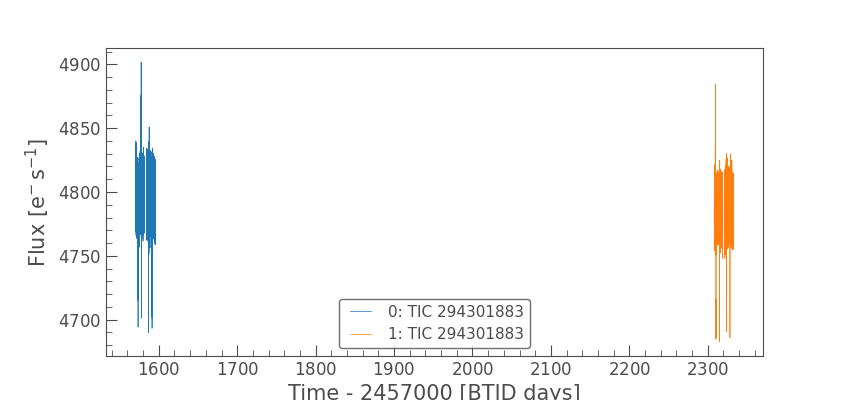 4900
4850
4800
4750
4700
Flux [e⁻ s⁻¹]
0: TIC 294301883
1: TIC 294301883
1600 1700 1800 1900 2000 2100 2200 2300
Time - 2457000 [BTJD days]